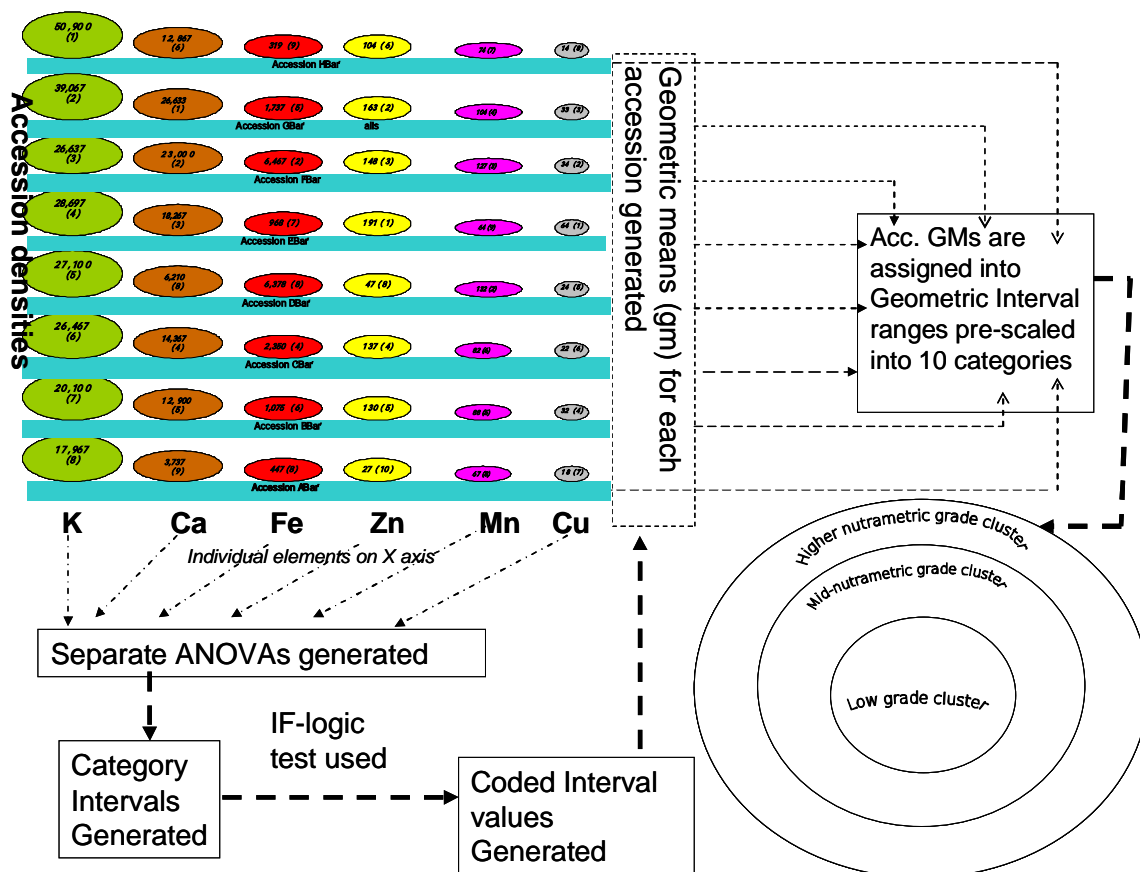 50,900 (1)
12,867 (6)
319 (9)
104 (6)
14 (8)
Accession HBar
39,067 (2)
26,633 (1)
1,737 (5)
163 (2)
33 (3)
Accession GBar
ails
26,637 (3)
23,000 (2)
6,467 (2)
148 (3)
34 (2)
Accession FBar
28,697 (4)
18,267 (3)
968 (7)
191 (1)
64 (1)
Accession EBar
27,100 (5)
6,210 (8)
47 (8)
Accession DBar
26,467 (6)
14,367 (4)
2,350 (4)
137 (4)
22 (6)
Accession CBar
20,100 (7)
12,900 (5)
1,075 (6)
130 (5)
32 (4)
Accession BBar
17,967 (8)
3,737 (9)
447 (8)
27 (10)
18 (7)
Accession ABar
Accession densities
K Ca Fe Zn Mn Cu
Individual elements on X axis
Geometric means (gm) for each
accession generated
Acc. GMs are
assigned into
Geometric Interval
ranges pre-scaled
into 10 categories
Separate ANOVAs generated
IF-logic
test used
Category
Intervals
Generated
Coded Interval
values
Generated
Higher nutrametric grade cluster
Mid-nutrametric grade cluster
Low grade cluster